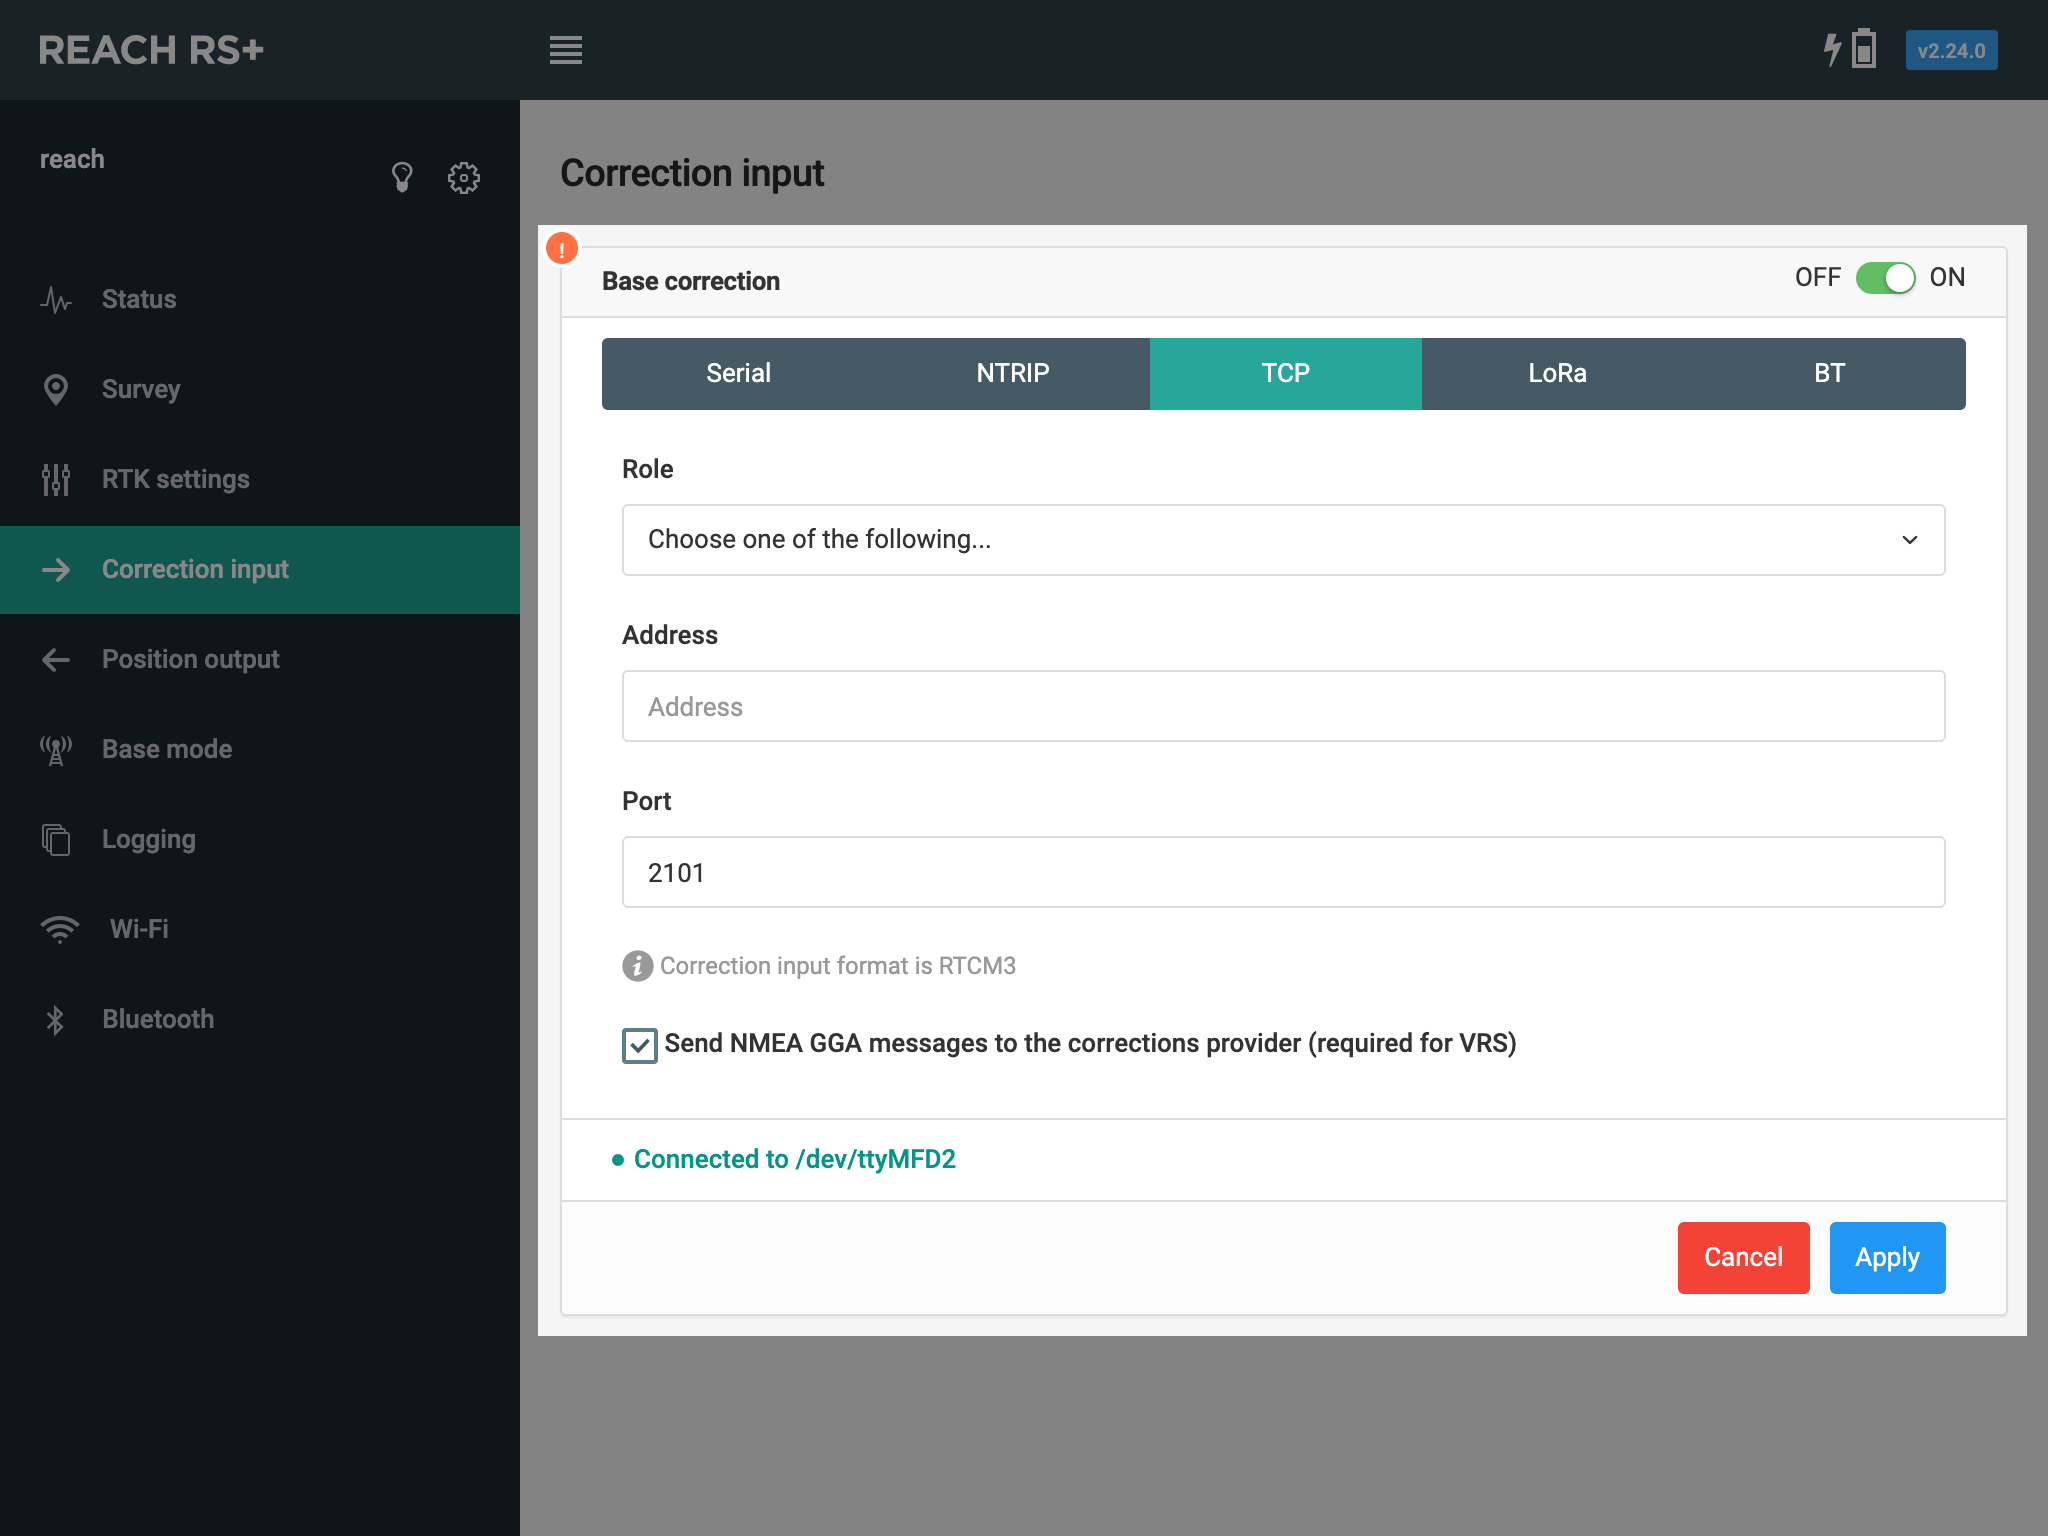 REACH RS+
v2.24.0
reach
Status
Survey
RTK settings
Correction input
Position output
Base mode
Logging
Wi-Fi
Bluetooth
Correction input
!
Base correction
OFF ON
Serial NTRIP TCP LoRa BT
Role
Choose one of the following...
Address
Address
Port
2101
Correction input format is RTCM3
Send NMEA GGA messages to the corrections provider (required for VRS)
Connected to /dev/ttyMFD2
Cancel Apply